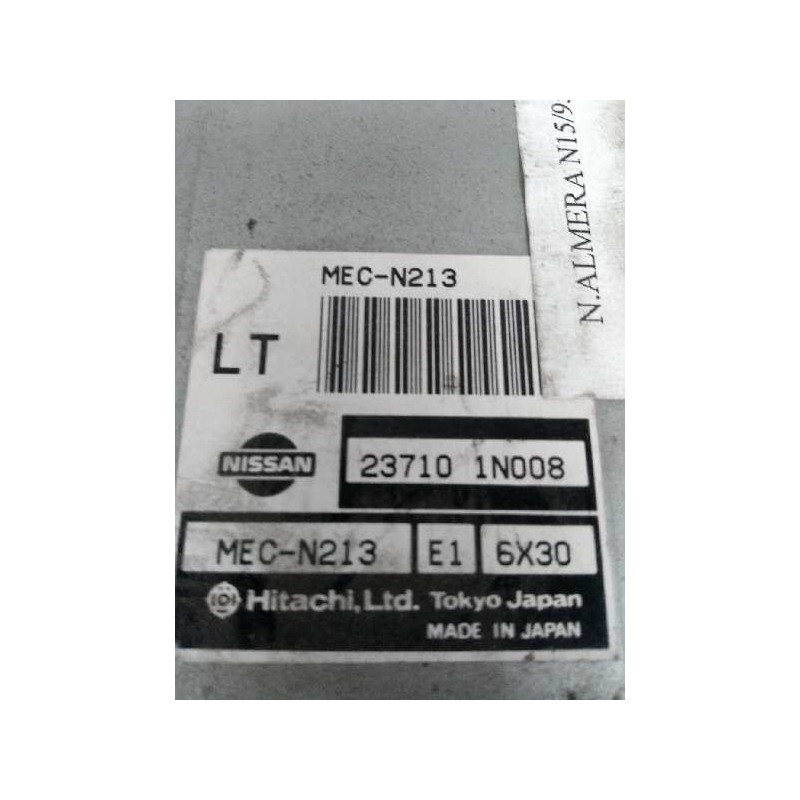 N.ALMERA N15/9.
MEC-N213
LT
NISSAN
23710 1N008
MEC-N213 E1 6X30
Hitachi, Ltd. Tokyo Japan
MADE IN JAPAN